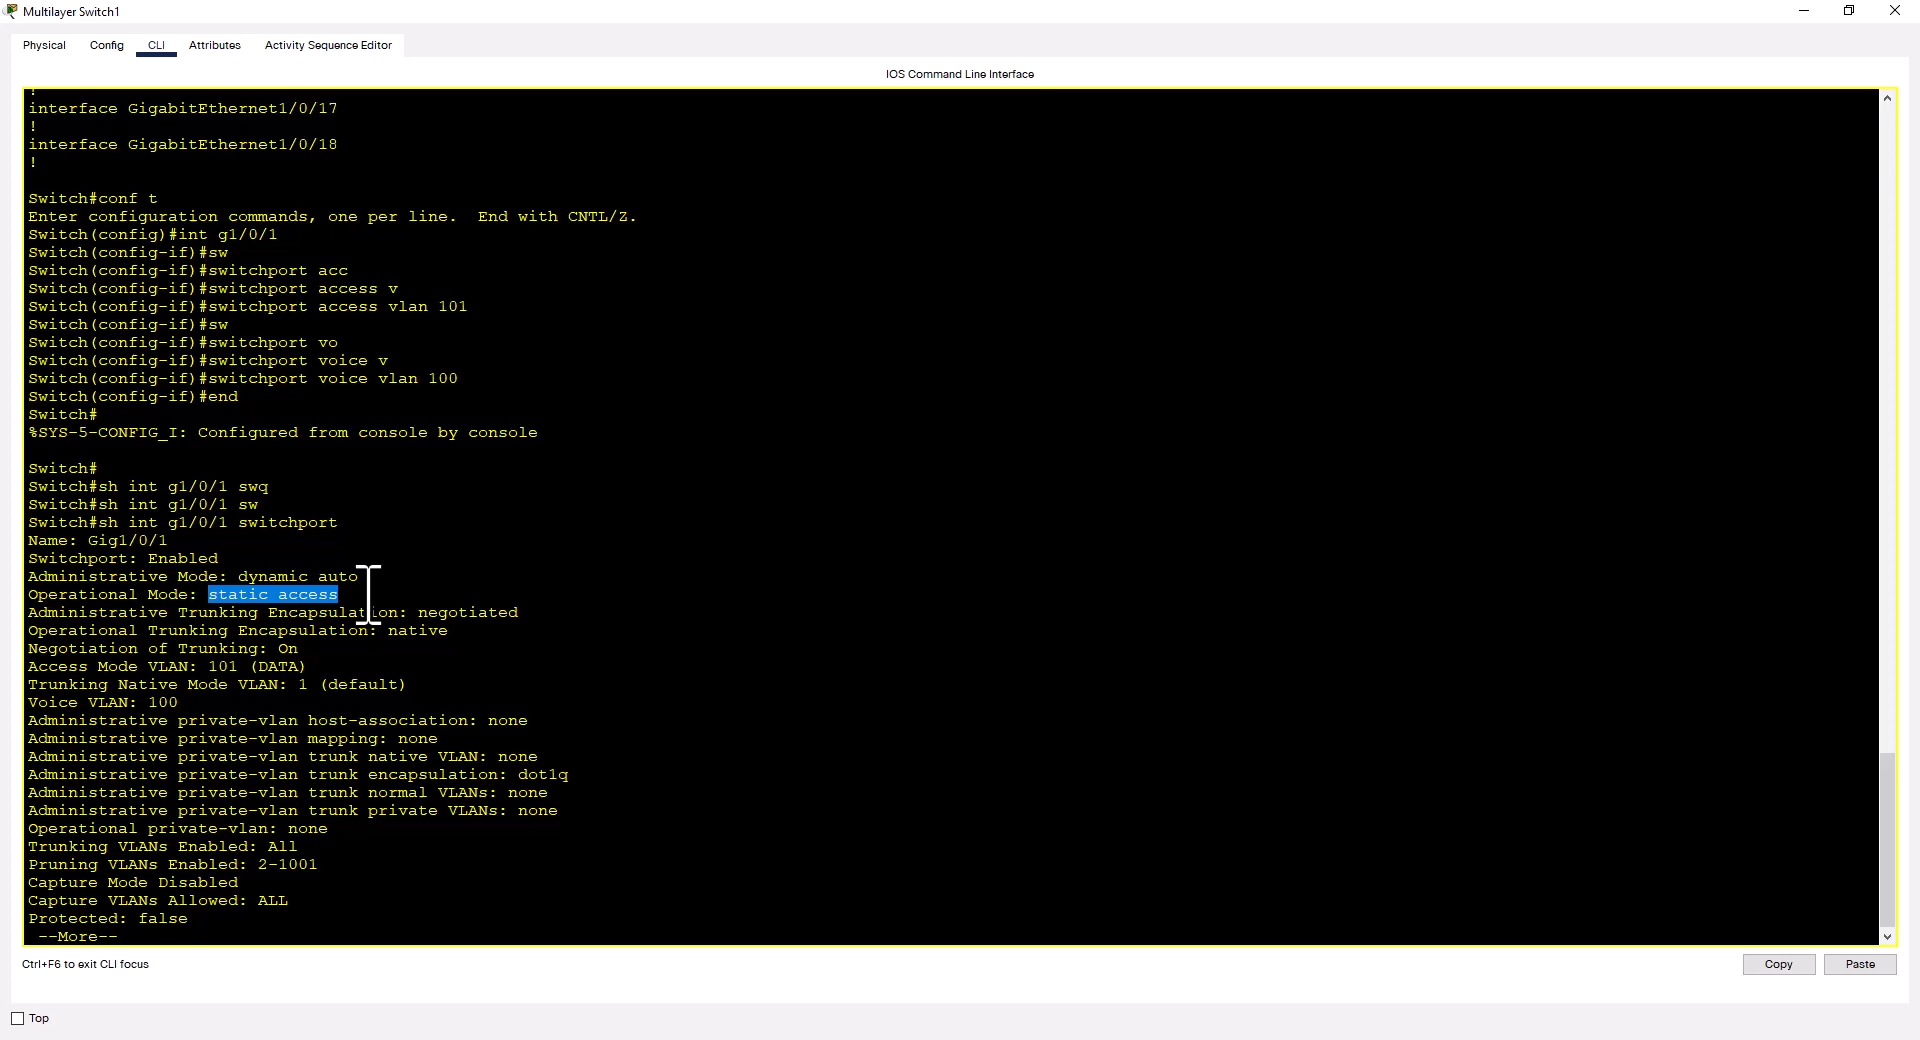 Multilayer Switch1
Physical Config CLI Attributes Activity Sequence Editor
IOS Command Line Interface
!
interface GigabitEthernet1/0/17
!
interface GigabitEthernet1/0/18
!
Switch#conf t
Enter configuration commands, one per line.  End with CNTL/Z.
Switch(config)#int g1/0/1
Switch(config-if)#sw
Switch(config-if)#switchport acc
Switch(config-if)#switchport access v
Switch(config-if)#switchport access vlan 101
Switch(config-if)#sw
Switch(config-if)#switchport vo
Switch(config-if)#switchport voice v
Switch(config-if)#switchport voice vlan 100
Switch(config-if)#end
Switch#
%SYS-5-CONFIG_I: Configured from console by console
Switch#
Switch#sh int g1/0/1 swq
Switch#sh int g1/0/1 sw
Switch#sh int g1/0/1 switchport
Name: Gig1/0/1
Switchport: Enabled
Administrative Mode: dynamic auto
Operational Mode: static access
Administrative Trunking Encapsulation: negotiated
Operational Trunking Encapsulation: native
Negotiation of Trunking: On
Access Mode VLAN: 101 (DATA)
Trunking Native Mode VLAN: 1 (default)
Voice VLAN: 100
Administrative private-vlan host-association: none
Administrative private-vlan mapping: none
Administrative private-vlan trunk native VLAN: none
Administrative private-vlan trunk encapsulation: dot1q
Administrative private-vlan trunk normal VLANs: none
Administrative private-vlan trunk private VLANs: none
Operational private-vlan: none
Trunking VLANs Enabled: All
Pruning VLANs Enabled: 2-1001
Capture Mode Disabled
Capture VLANs Allowed: ALL
Protected: false
--More--
Ctrl+F6 to exit CLI focus
Copy Paste
Top